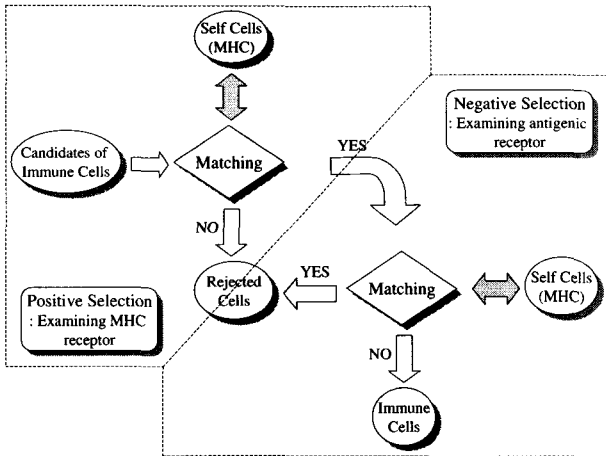 Self Cells
(MHC)
Negative Selection
: Examining antigenic
receptor
Candidates of
Immune Cells
Matching
YES
NO
Rejected
Cells
YES
Matching
Self Cells
(MHC)
Positive Selection
: Examining MHC
receptor
NO
Immune
Cells